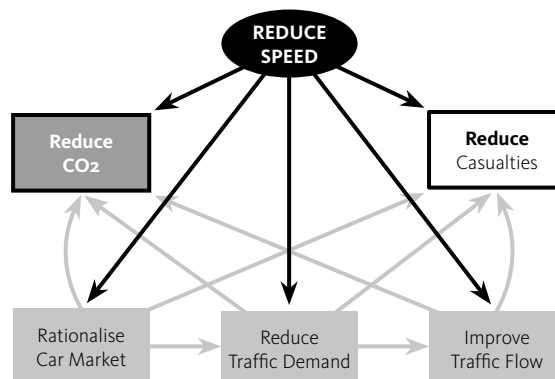 REDUCE
SPEED
Reduce
CO2
Reduce
Casualties
Rationalise
Car Market
Reduce
Traffic Demand
Improve
Traffic Flow